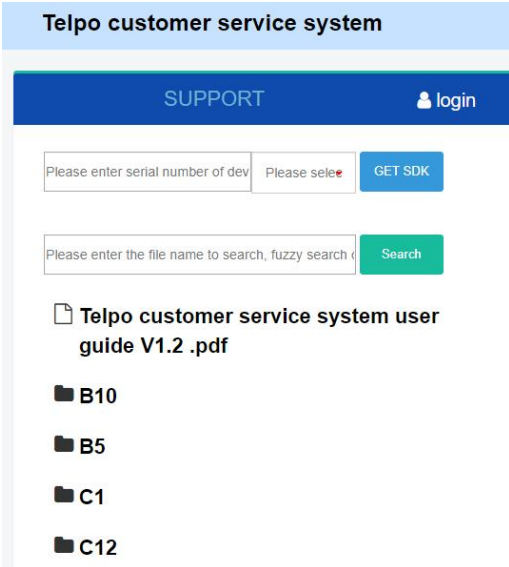 Telpo customer service system
SUPPORT
login
Please enter serial number of dev
Please sele
GET SDK
Please enter the file name to search, fuzzy search
Search
Telpo customer service system user
guide V1.2 .pdf
B10
B5
C1
C12